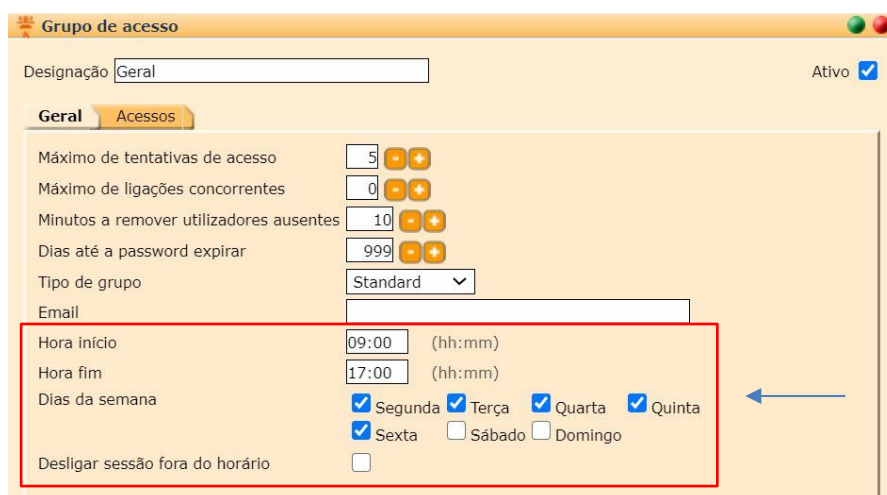 Grupo de acesso
Designação Geral Ativo
Geral Acessos
Máximo de tentativas de acesso 5 - +
Máximo de ligações concorrentes 0 - +
Minutos a remover utilizadores ausentes 10 - +
Dias até a password expirar 999 - +
Tipo de grupo Standard
Email
Hora início 09:00 (hh:mm)
Hora fim 17:00 (hh:mm)
Dias da semana Segunda Terça Quarta Quinta
Sexta Sábado Domingo
Desligar sessão fora do horário